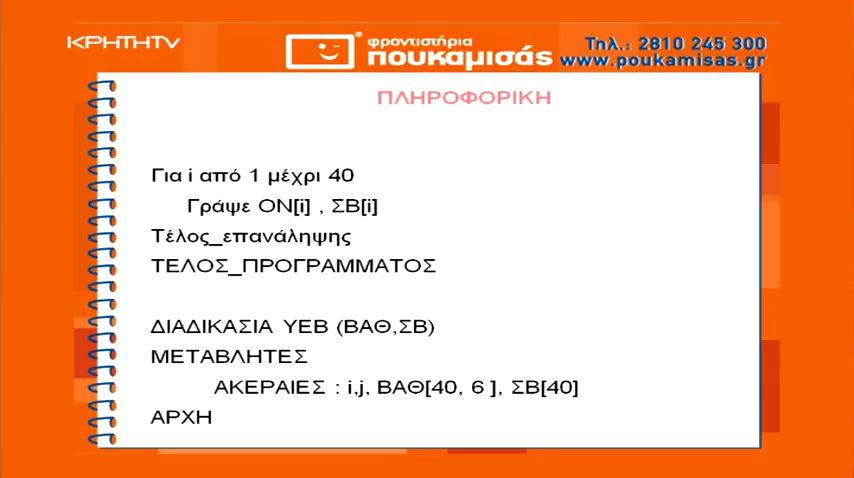 ΚΡΗΤΗTV
φροντιστήρια
πουκαμισάς
Τηλ.: 2810 245 300
www.poukamisas.gr
ΠΛΗΡΟΦΟΡΙΚΗ
Για i από 1 μέχρι 40
Γράψε ΟΝ[i] , ΣΒ[i]
Τέλος_επανάληψης
ΤΕΛΟΣ_ΠΡΟΓΡΑΜΜΑΤΟΣ
ΔΙΑΔΙΚΑΣΙΑ ΥΕΒ (ΒΑΘ,ΣΒ)
ΜΕΤΑΒΛΗΤΕΣ
ΑΚΕΡΑΙΕΣ : i,j, ΒΑΘ[40, 6 ], ΣΒ[40]
ΑΡΧΗ